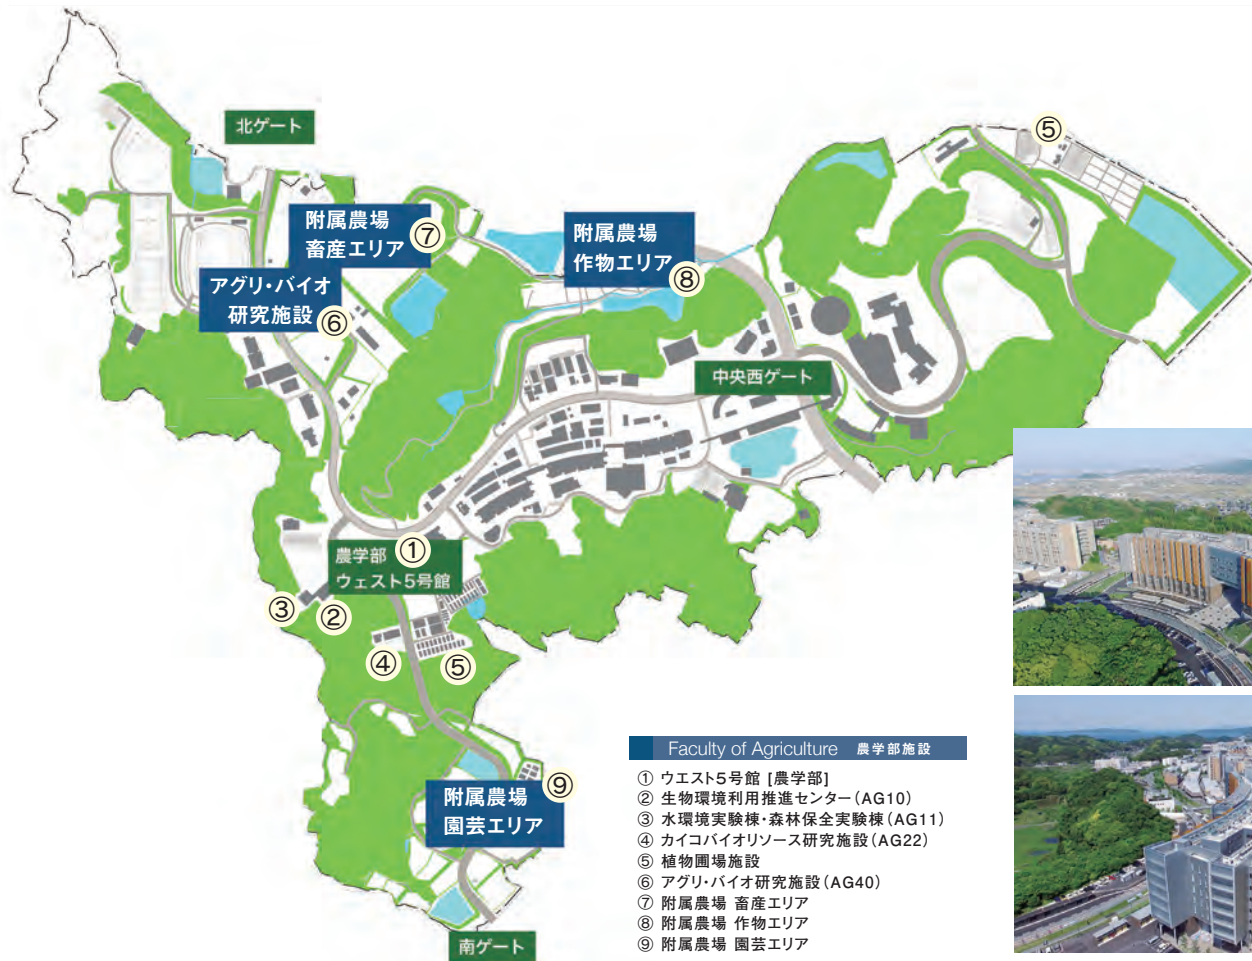 北ゲート
⑤
附属農場
畜産エリア
⑦
附属農場
作物エリア
⑧
アグリ・バイオ
研究施設
⑥
中央西ゲート
農学部
ウェスト5号館
①
③
②
④
⑤
附属農場
園芸エリア
⑨
南ゲート
Faculty of Agriculture 農学部施設
① ウエスト5号館 [農学部]
② 生物環境利用推進センター(AG10)
③ 水環境実験棟・森林保全実験棟(AG11)
④ カイコバイオリソース研究施設(AG22)
⑤ 植物圃場施設
⑥ アグリ・バイオ研究施設(AG40)
⑦ 附属農場 畜産エリア
⑧ 附属農場 作物エリア
⑨ 附属農場 園芸エリア